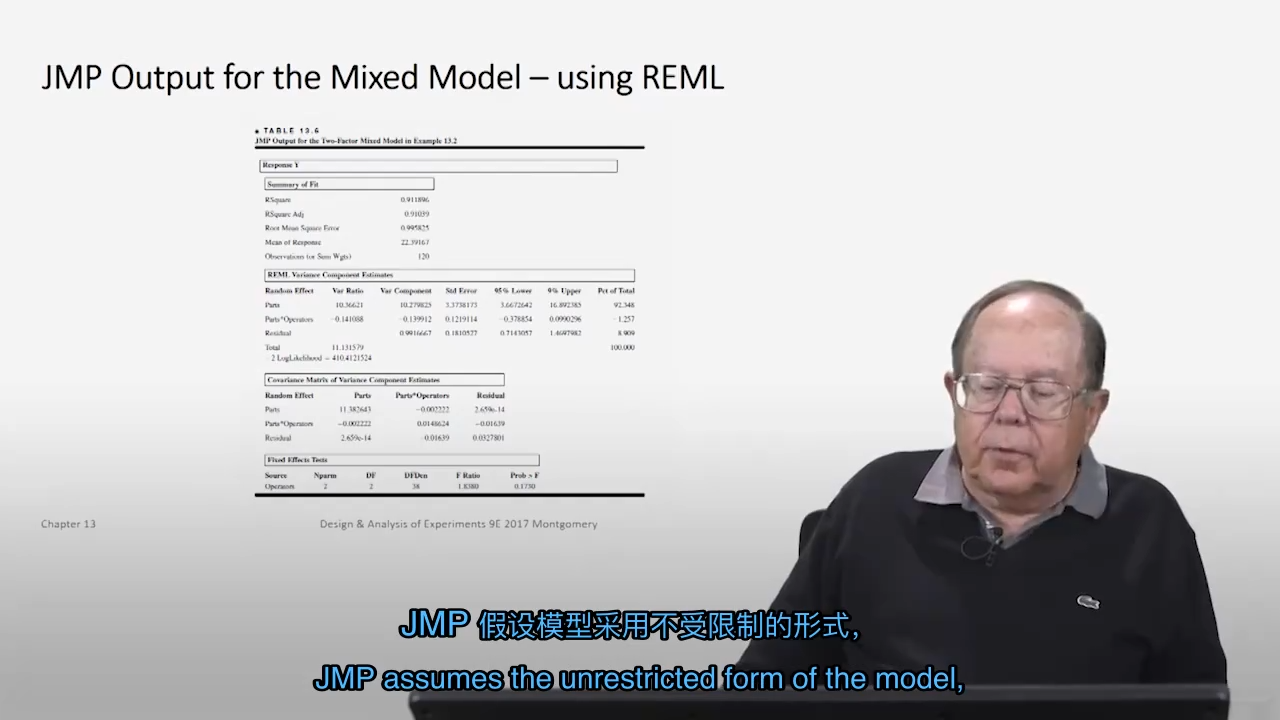 JMP Output for the Mixed Model – using REML
TABLE 13.6
JMP Output for the Two-Factor Mixed Model in Example 13.2
Response Y
Summary of Fit
RSquare 0.911896
RSquare Adj 0.91039
Root Mean Square Error 0.995825
Mean of Response 22.39167
Observations (or Sum Wgts) 120
REML Variance Component Estimates
Random Effect Var Ratio Var Component Std Error 95% Lower 9% Upper Pct of Total
Parts 10.36621 10.279825 3.3738173 3.6672642 16.892385 92.348
Parts*Operators −0.141088 −0.139912 0.1219114 −0.378854 0.0990296 −1.257
Residual 0.9916667 0.1810527 0.7143057 1.4697982 8.909
Total 11.131579 100.000
−2 LogLikelihood = 410.4121524
Covariance Matrix of Variance Component Estimates
Random Effect Parts Parts*Operators Residual
Parts 11.382643 −0.002222 2.659e-14
Parts*Operators −0.002222 0.0148624 −0.01639
Residual 2.659e-14 −0.01639 0.0327801
Fixed Effects Tests
Source Nparm DF DFDen F Ratio Prob > F
Operators 2 2 38 1.8380 0.1730
Chapter 13
Design & Analysis of Experiments 9E 2017 Montgomery
JMP 假设模型采用不受限制的形式，
JMP assumes the unrestricted form of the model,